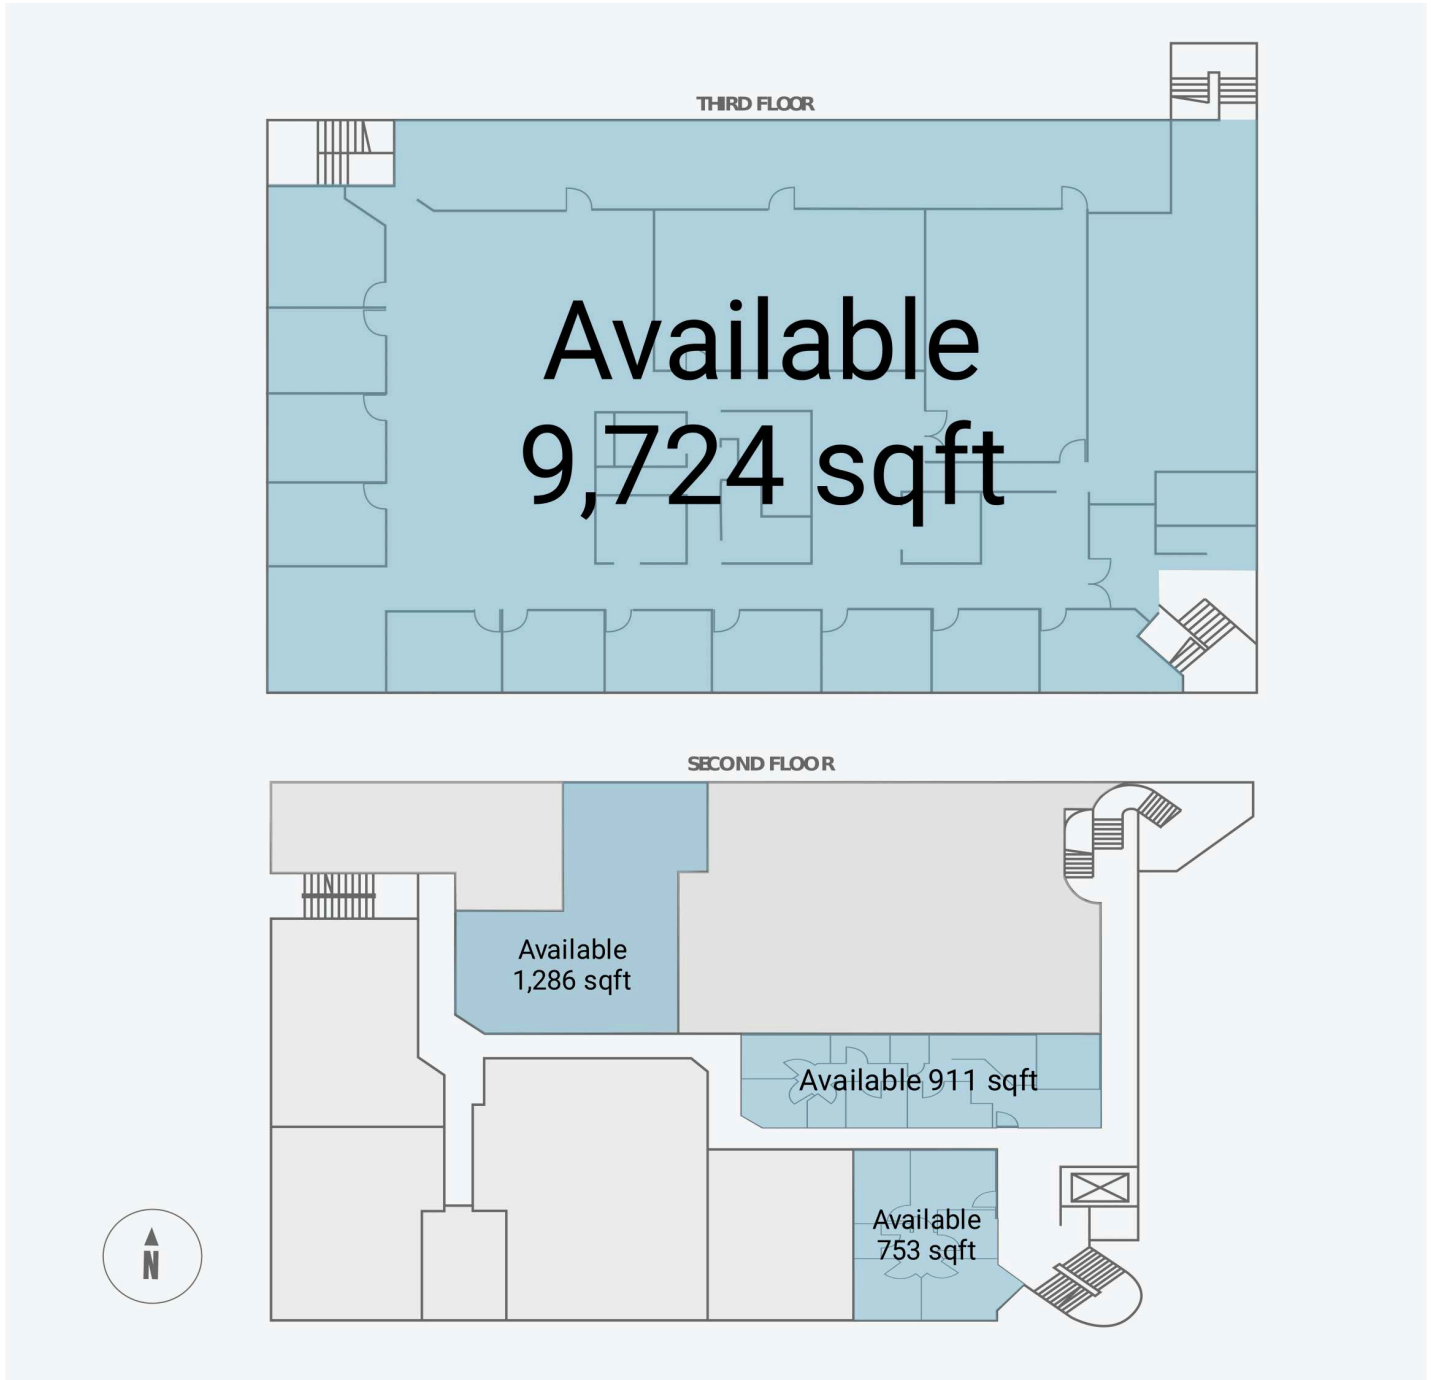 THIRD FLOOR
Available
9,724 sqft
SECOND FLOOR
Available
1,286 sqft
Available 911 sqft
Available
753 sqft
N